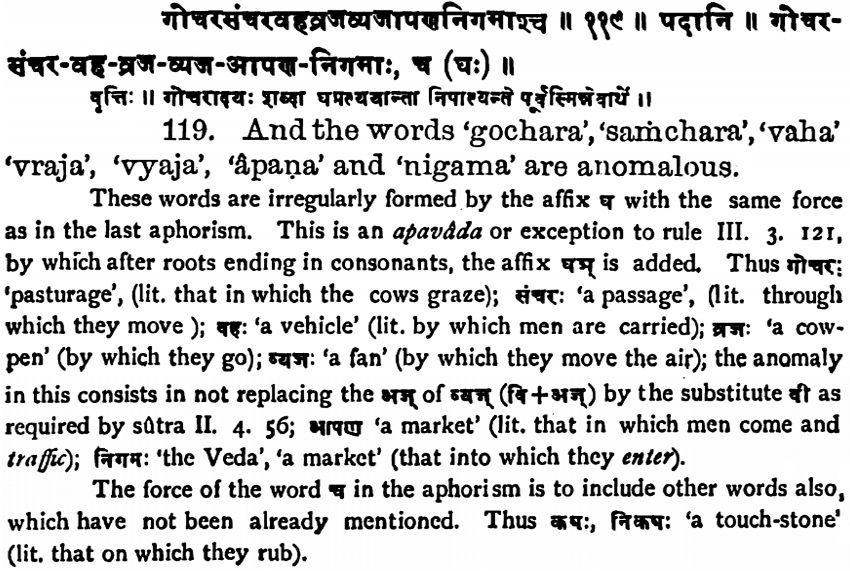 गोचरसंचरवहव्रजव्यजापणनिगमाश्च ॥ ११९ ॥ पदानि ॥ गोचर-
संचर-वह-व्रज-व्यज-आपण-निगमाः, च (घः) ॥
वृत्तिः ॥ गोचरादयः शब्दा घप्रत्ययान्ता निपात्यन्ते पूर्वस्मिन्नेवार्थे ॥
119. And the words 'gochara', 'saṁchara', 'vaha'
'vraja', 'vyaja', 'âpaṇa' and 'nigama' are anomalous.
These words are irregularly formed by the affix घ with the same force
as in the last aphorism. This is an apavâda or exception to rule III. 3. 121,
by which after roots ending in consonants, the affix घञ् is added. Thus गोचरः
'pasturage', (lit. that in which the cows graze); संचरः 'a passage', (lit. through
which they move); वहः 'a vehicle' (lit. by which men are carried); व्रजः 'a cow-
pen' (by which they go); व्यजः 'a fan' (by which they move the air); the anomaly
in this consists in not replacing the अज् of व्यज् (वि+अज्) by the substitute वी as
required by sûtra II. 4. 56; आपण 'a market' (lit. that in which men come and
traffic); निगमः 'the Veda', 'a market' (that into which they enter).
The force of the word च in the aphorism is to include other words also,
which have not been already mentioned. Thus कषः, निकषः 'a touch-stone'
(lit. that on which they rub).